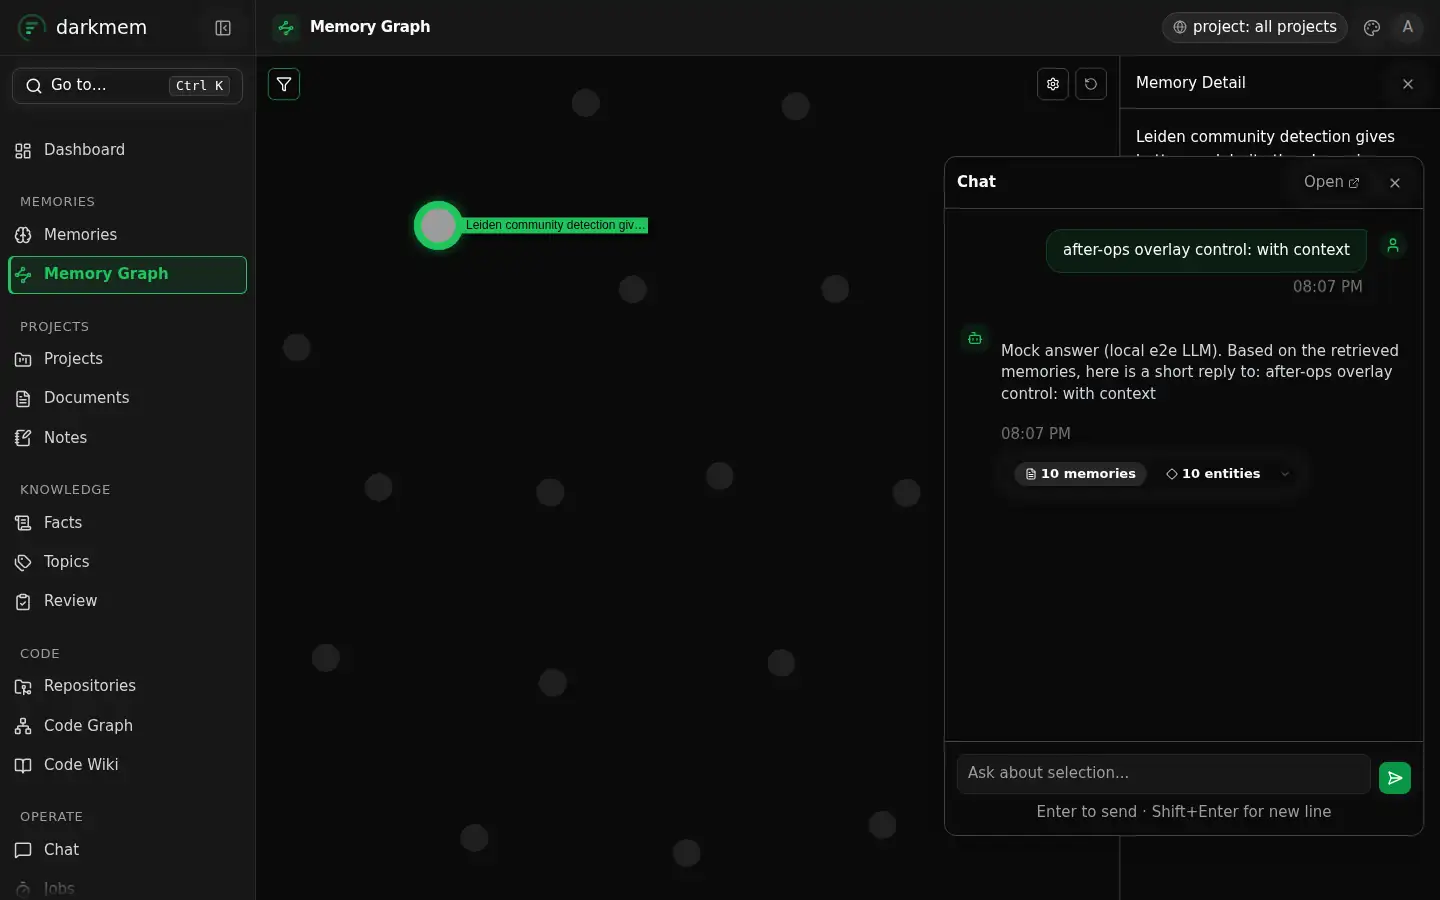 darkmem
Go to...
Ctrl K
Dashboard
MEMORIES
Memories
Memory Graph
PROJECTS
Projects
Documents
Notes
KNOWLEDGE
Facts
Topics
Review
CODE
Repositories
Code Graph
Code Wiki
OPERATE
Chat
Jobs
Memory Graph
project: all projects
A
Leiden community detection giv...
Memory Detail
Leiden community detection gives
Chat
Open
after-ops overlay control: with context
08:07 PM
Mock answer (local e2e LLM). Based on the retrieved
memories, here is a short reply to: after-ops overlay
control: with context
08:07 PM
10 memories
10 entities
Ask about selection...
Enter to send · Shift+Enter for new line